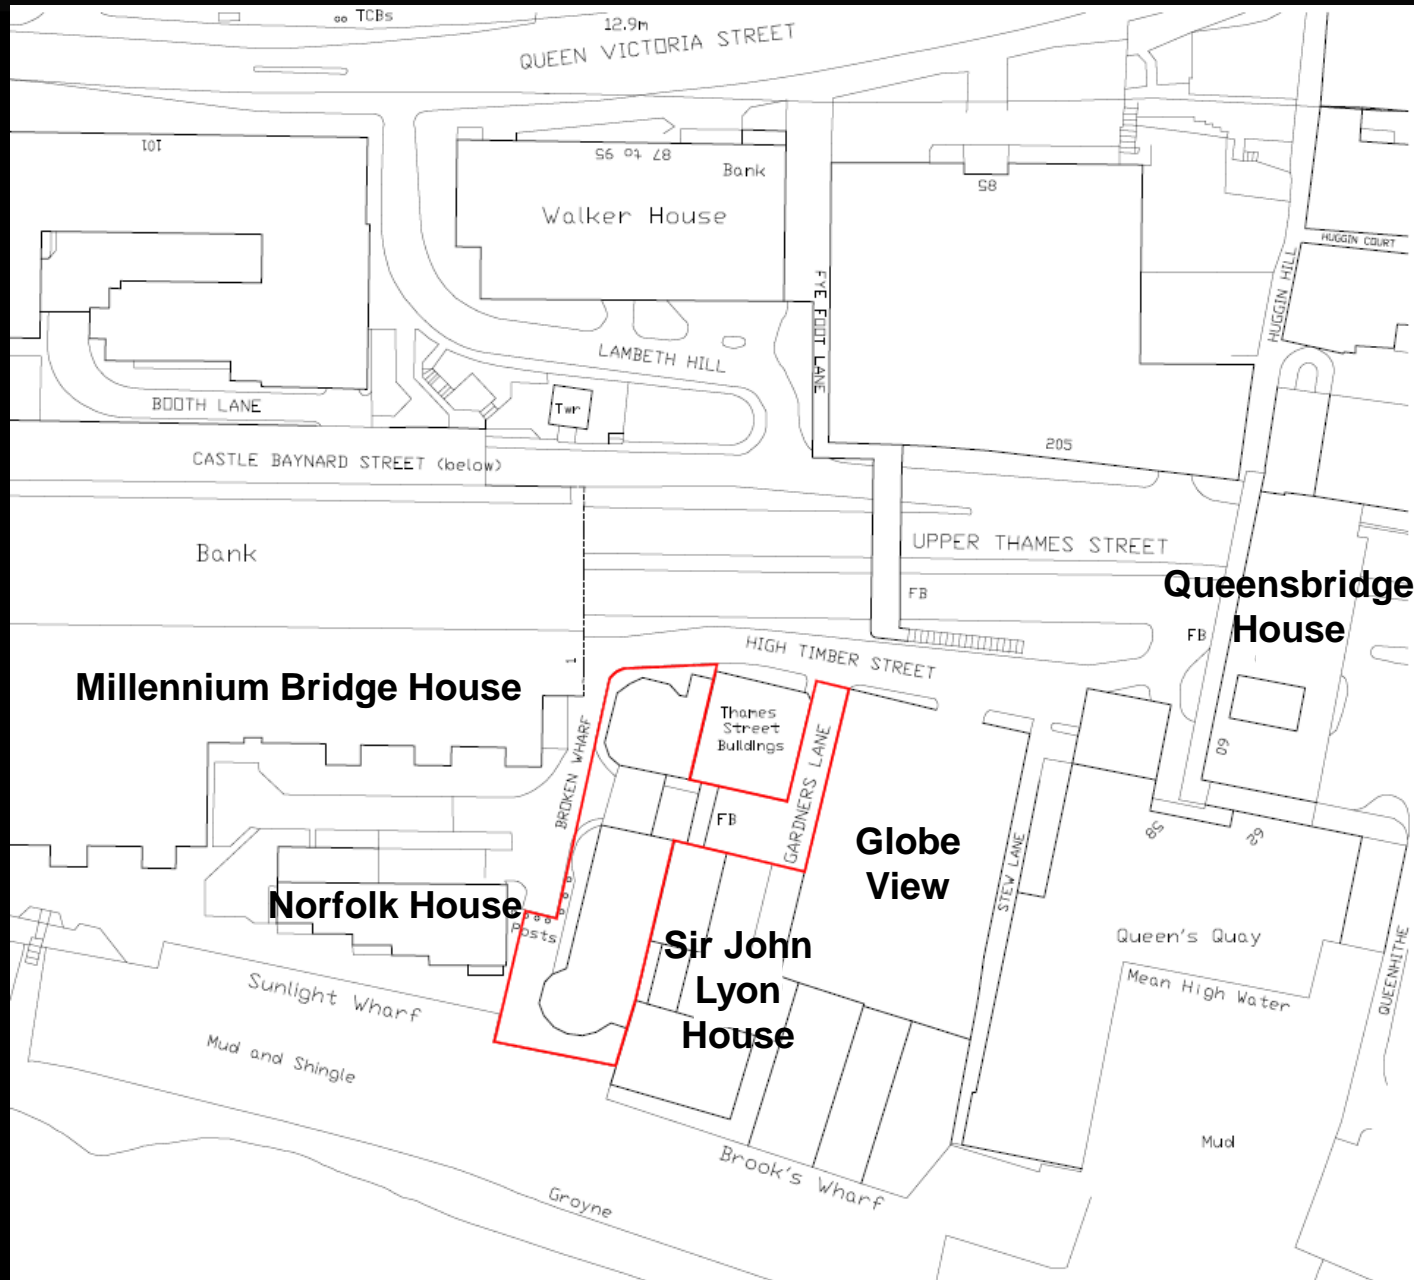 TCBs
12.9m
QUEEN VICTORIA STREET
101
87 to 95
Bank
Walker House
85
HUGGIN COURT
HUGGIN HILL
FYE FOOT LANE
LAMBETH HILL
BOOTH LANE
Twr
205
CASTLE BAYNARD STREET (below)
Bank
UPPER THAMES STREET
Queensbridge
House
FB
FB
HIGH TIMBER STREET
1
Millennium Bridge House
Thames
Street
Buildings
BROKEN WHARF
GARDNERS LANE
60
FB
58
62
Globe
View
STEW LANE
Norfolk House
Posts
Sir John
Lyon
House
Queen's Quay
Mean High Water
QUEENHITHE
Sunlight Wharf
Mud and Shingle
Mud
Brook's Wharf
Groyne